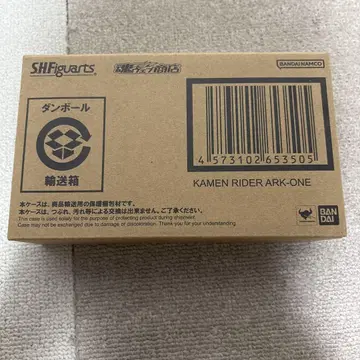 S.H.Figuarts
魂ウェブ商店
BANDAI NAMCO
ダンボール
輸送箱
4 573102 653505
KAMEN RIDER ARK-ONE
本ケースは、商品輸送用の保護梱包材です。
本ケースは、つぶれ、汚れ等による交換は出来ません。ご了承ください。
This case is used solely for the purpose of protecting product during shipment.
Case may not be exchanged due to damage or discoloration. Thank you for your understanding.
BAN
DAI